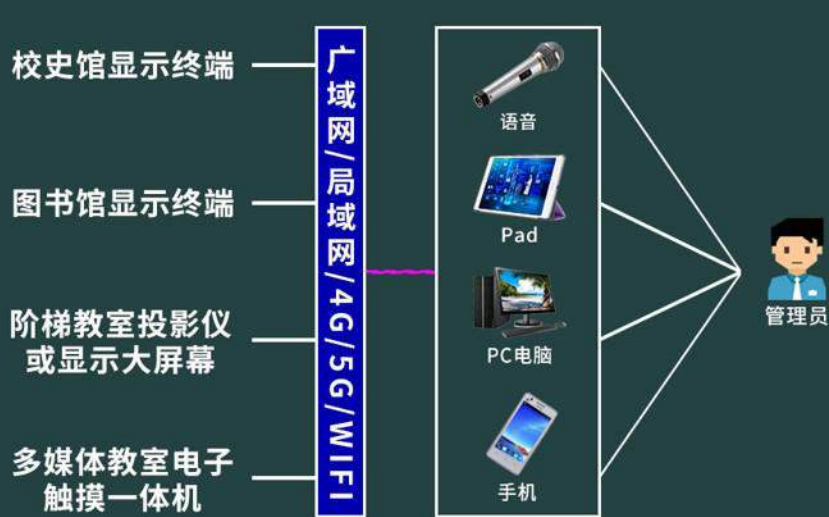 校史馆显示终端
图书馆显示终端
阶梯教室投影仪
或显示大屏幕
多媒体教室电子
触摸一体机
广域网/局域网/4G/5G/WIFI
语音
Pad
PC电脑
手机
管理员